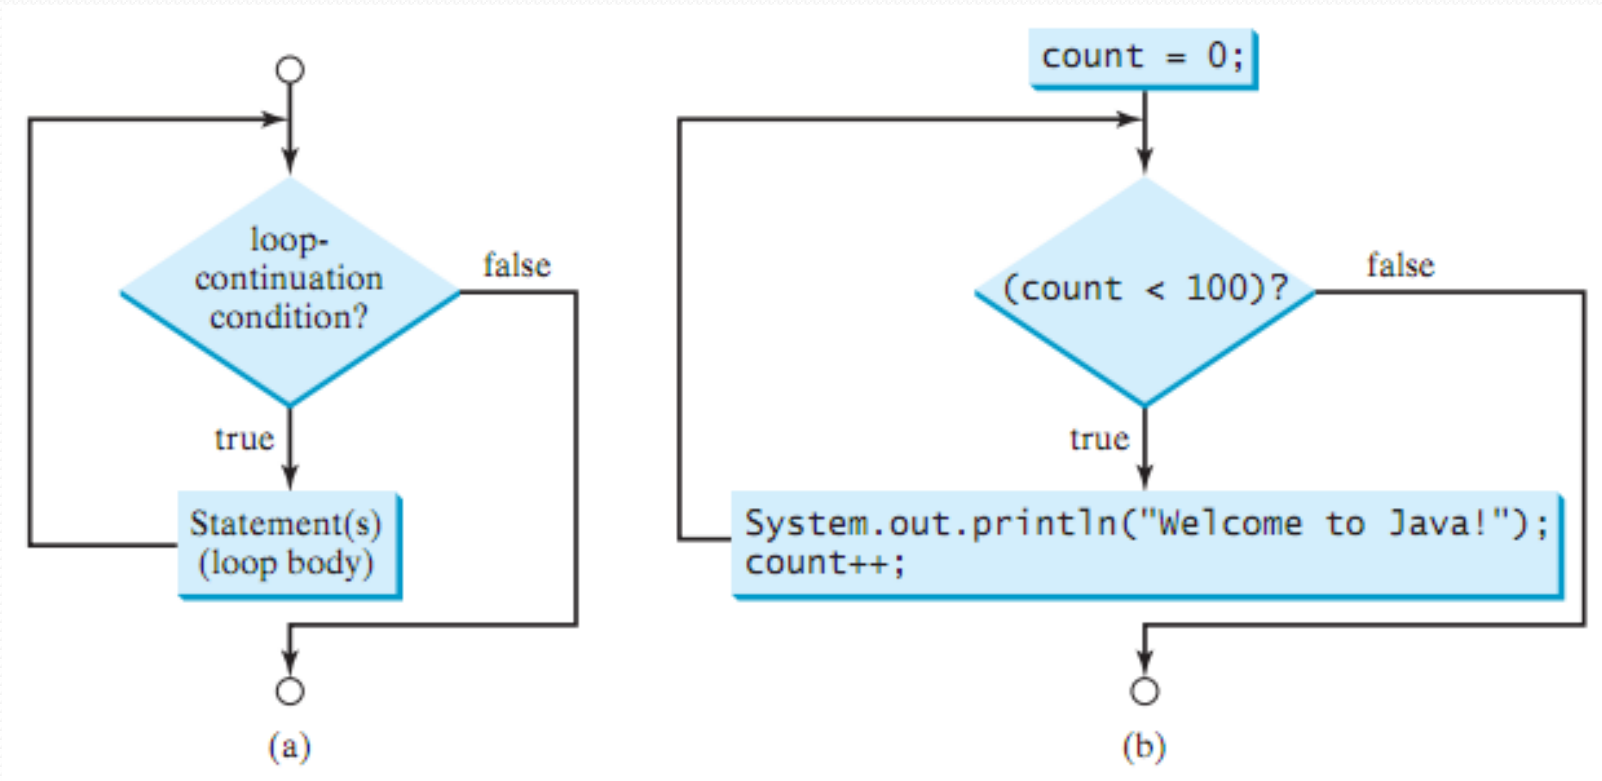 loop-
continuation
condition?
false
true
Statement(s)
(loop body)
(a)
count = 0;
(count < 100)?
false
true
System.out.println("Welcome to Java!");
count++;
(b)